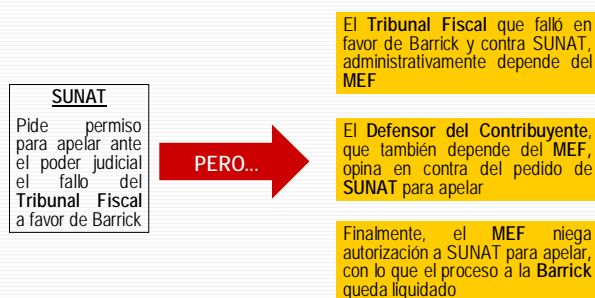 SUNAT
Pide permiso
para apelar ante
el poder judicial
el fallo del
Tribunal Fiscal
a favor de Barrick
PERO...
El Tribunal Fiscal que falló en
favor de Barrick y contra SUNAT,
administrativamente depende del
MEF
El Defensor del Contribuyente,
que también depende del MEF,
opina en contra del pedido de
SUNAT para apelar
Finalmente, el MEF niega
autorización a SUNAT para apelar,
con lo que el proceso a la Barrick
queda liquidado